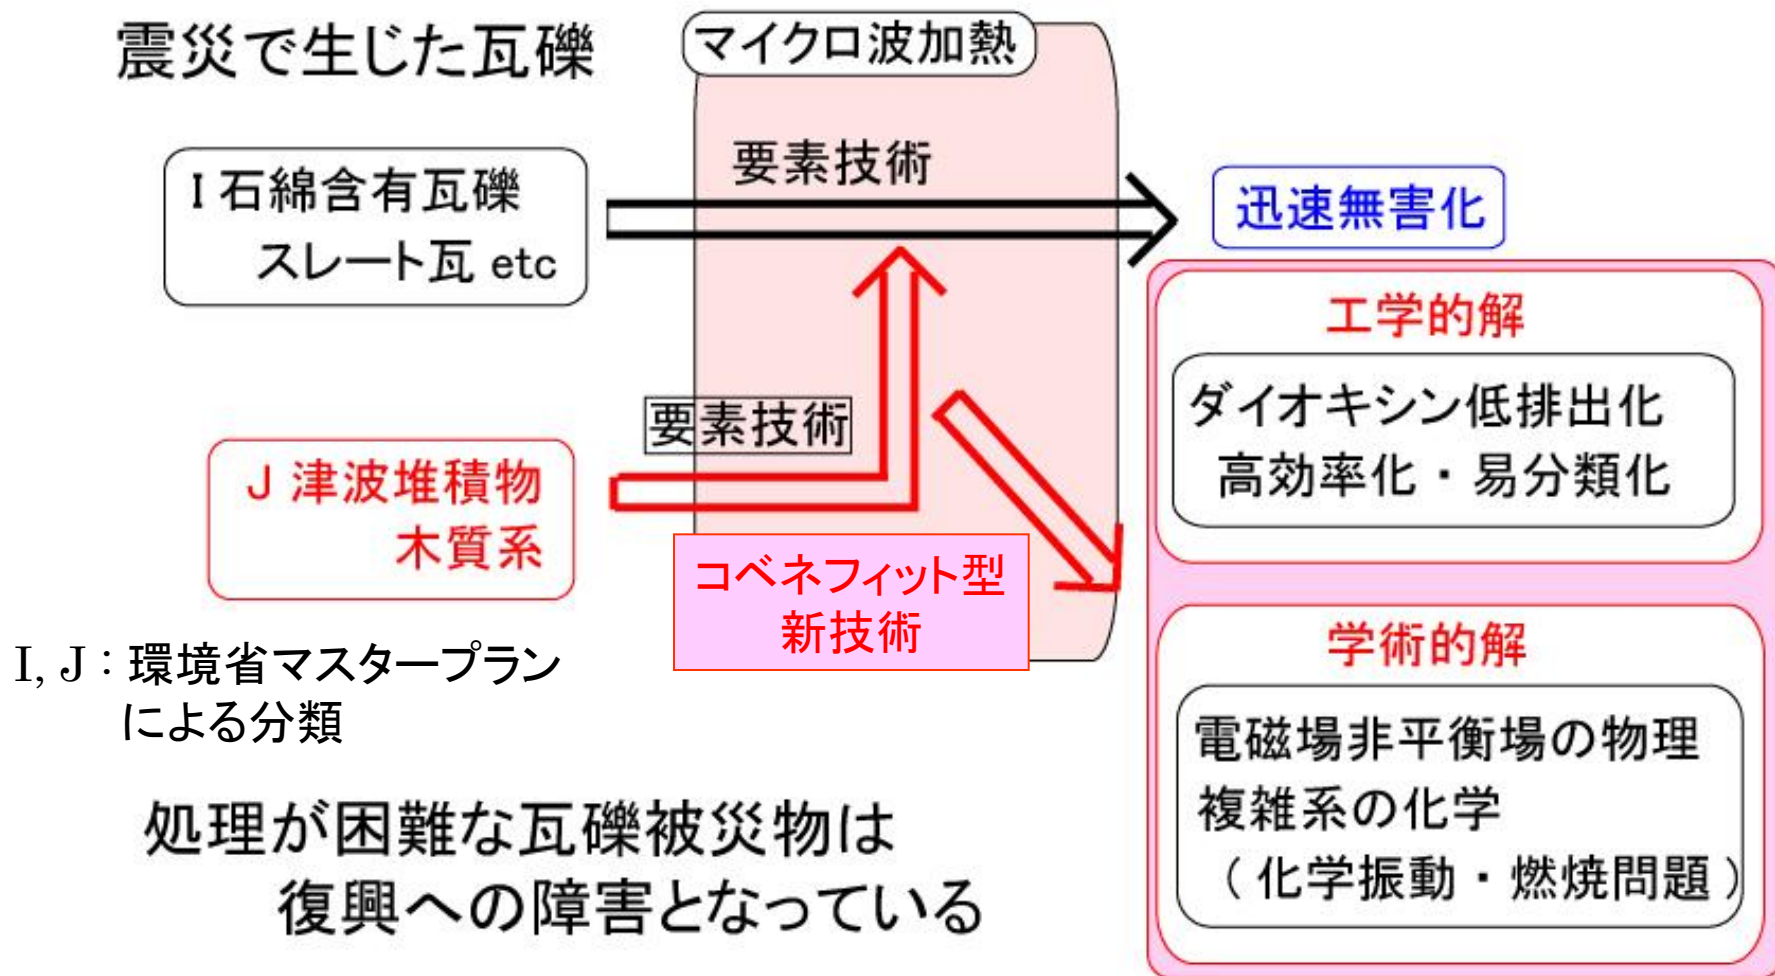 震災で生じた瓦礫
マイクロ波加熱
要素技術
I 石綿含有瓦礫
スレート瓦 etc
迅速無害化
工学的解
ダイオキシン低排出化
高効率化・易分類化
要素技術
J 津波堆積物
木質系
コベネフィット型
新技術
学術的解
電磁場非平衡場の物理
複雑系の化学
(化学振動・燃焼問題)
I, J : 環境省マスタープラン
による分類
処理が困難な瓦礫被災物は
復興への障害となっている